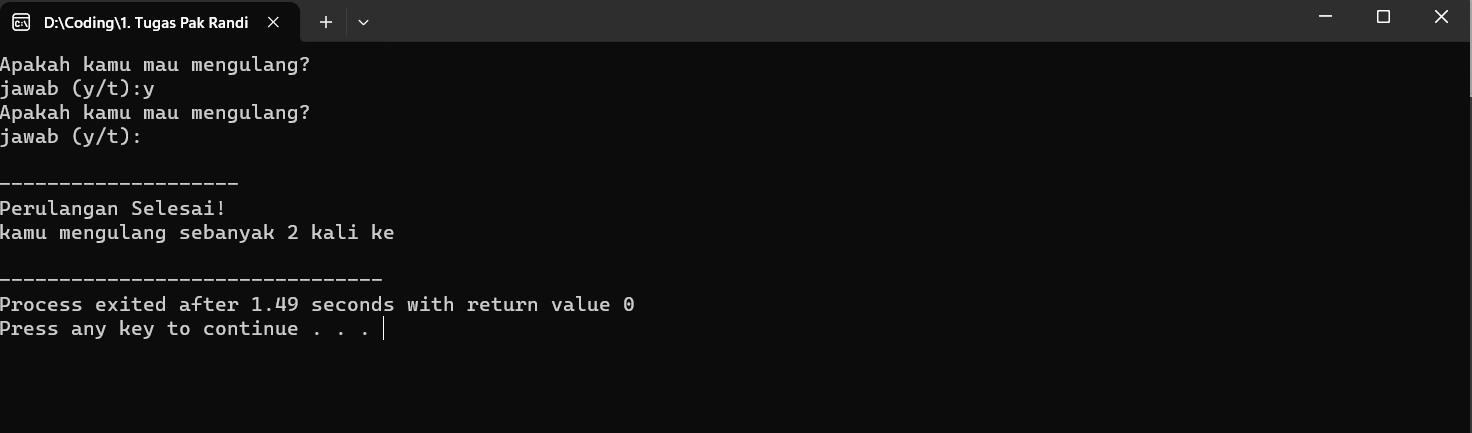 D:\Coding\1. Tugas Pak Randi
Apakah kamu mau mengulang?
jawab (y/t):y
Apakah kamu mau mengulang?
jawab (y/t):
--------------------
Perulangan Selesai!
kamu mengulang sebanyak 2 kali ke
--------------------------------
Process exited after 1.49 seconds with return value 0
Press any key to continue . . .